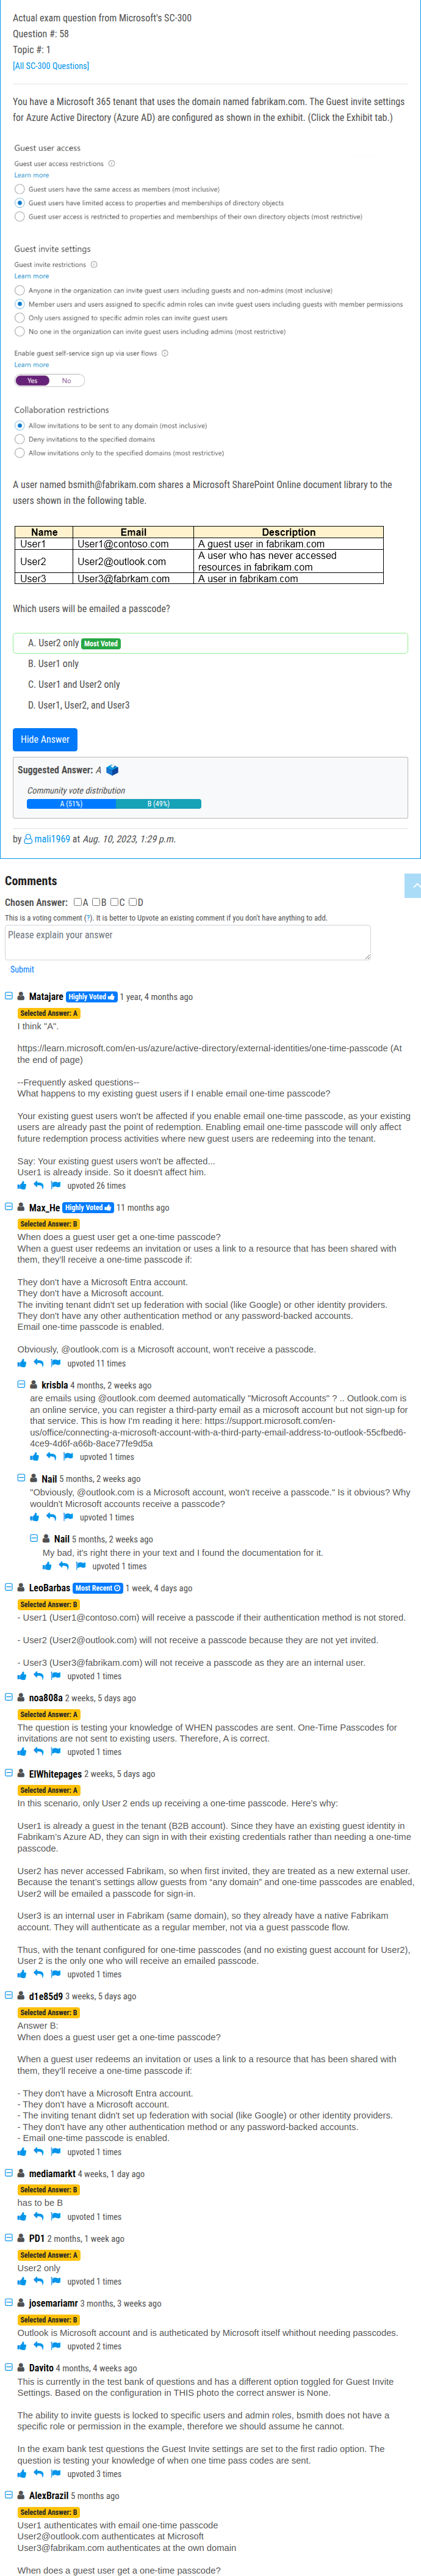 Actual exam question from Microsoft's SC-300
Question #: 58
Topic #: 1
[All SC-300 Questions]
You have a Microsoft 365 tenant that uses the domain named fabrikam.com. The Guest invite settings
for Azure Active Directory (Azure AD) are configured as shown in the exhibit. (Click the Exhibit tab.)
Guest user access
Guest user access restrictions
Learn more
Guest users have the same access as members (most inclusive)
Guest users have limited access to properties and memberships of directory objects
Guest user access is restricted to properties and memberships of their own directory objects (most restrictive)
Guest invite settings
Guest invite restrictions
Learn more
Anyone in the organization can invite guest users including guests and non-admins (most inclusive)
Member users and users assigned to specific admin roles can invite guest users including guests with member permissions
Only users assigned to specific admin roles can invite guest users
No one in the organization can invite guest users including admins (most restrictive)
Enable guest self-service sign up via user flows
Learn more
Yes No
Collaboration restrictions
Allow invitations to be sent to any domain (most inclusive)
Deny invitations to the specified domains
Allow invitations only to the specified domains (most restrictive)
A user named bsmith@fabrikam.com shares a Microsoft SharePoint Online document library to the
users shown in the following table.
Name Email Description
User1 User1@contoso.com A guest user in fabrikam.com
User2 User2@outlook.com A user who has never accessed
resources in fabrikam.com
User3 User3@fabrkam.com A user in fabrikam.com
Which users will be emailed a passcode?
A. User2 only Most Voted
B. User1 only
C. User1 and User2 only
D. User1, User2, and User3
Hide Answer
Suggested Answer: A
Community vote distribution
A (51%) B (49%)
by mali1969 at Aug. 10, 2023, 1:29 p.m.
Comments
Chosen Answer: A B C D
This is a voting comment (?). It is better to Upvote an existing comment if you don't have anything to add.
Please explain your answer
Submit
Matajare Highly Voted 1 year, 4 months ago
Selected Answer: A
I think "A".
https://learn.microsoft.com/en-us/azure/active-directory/external-identities/one-time-passcode (At
the end of page)
--Frequently asked questions--
What happens to my existing guest users if I enable email one-time passcode?
Your existing guest users won't be affected if you enable email one-time passcode, as your existing
users are already past the point of redemption. Enabling email one-time passcode will only affect
future redemption process activities where new guest users are redeeming into the tenant.
Say: Your existing guest users won't be affected...
User1 is already inside. So it doesn't affect him.
upvoted 26 times
Max_He Highly Voted 11 months ago
Selected Answer: B
When does a guest user get a one-time passcode?
When a guest user redeems an invitation or uses a link to a resource that has been shared with
them, they'll receive a one-time passcode if:
They don't have a Microsoft Entra account.
They don't have a Microsoft account.
The inviting tenant didn't set up federation with social (like Google) or other identity providers.
They don't have any other authentication method or any password-backed accounts.
Email one-time passcode is enabled.
Obviously, @outlook.com is a Microsoft account, won't receive a passcode.
upvoted 11 times
krisbla 4 months, 2 weeks ago
are emails using @outlook.com deemed automatically "Microsoft Accounts" ? .. Outlook.com is
an online service, you can register a third-party email as a microsoft account but not sign-up for
that service. This is how I'm reading it here: https://support.microsoft.com/en-
us/office/connecting-a-microsoft-account-with-a-third-party-email-address-to-outlook-55cfbed6-
4ce9-4d6f-a66b-8ace77fe9d5a
upvoted 1 times
Nail 5 months, 2 weeks ago
"Obviously, @outlook.com is a Microsoft account, won't receive a passcode." Is it obvious? Why
wouldn't Microsoft accounts receive a passcode?
upvoted 1 times
Nail 5 months, 2 weeks ago
My bad, it's right there in your text and I found the documentation for it.
upvoted 1 times
LeoBarbas Most Recent 1 week, 4 days ago
Selected Answer: B
- User1 (User1@contoso.com) will receive a passcode if their authentication method is not stored.
- User2 (User2@outlook.com) will not receive a passcode because they are not yet invited.
- User3 (User3@fabrikam.com) will not receive a passcode as they are an internal user.
upvoted 1 times
noa808a 2 weeks, 5 days ago
Selected Answer: A
The question is testing your knowledge of WHEN passcodes are sent. One-Time Passcodes for
invitations are not sent to existing users. Therefore, A is correct.
upvoted 1 times
ElWhitepages 2 weeks, 5 days ago
Selected Answer: A
In this scenario, only User 2 ends up receiving a one-time passcode. Here's why:
User1 is already a guest in the tenant (B2B account). Since they have an existing guest identity in
Fabrikam's Azure AD, they can sign in with their existing credentials rather than needing a one-time
passcode.
User2 has never accessed Fabrikam, so when first invited, they are treated as a new external user.
Because the tenant's settings allow guests from "any domain" and one-time passcodes are enabled,
User2 will be emailed a passcode for sign-in.
User3 is an internal user in Fabrikam (same domain), so they already have a native Fabrikam
account. They will authenticate as a regular member, not via a guest passcode flow.
Thus, with the tenant configured for one-time passcodes (and no existing guest account for User2),
User 2 is the only one who will receive an emailed passcode.
upvoted 1 times
d1e85d9 3 weeks, 5 days ago
Selected Answer: B
Answer B:
When does a guest user get a one-time passcode?
When a guest user redeems an invitation or uses a link to a resource that has been shared with
them, they'll receive a one-time passcode if:
- They don't have a Microsoft Entra account.
- They don't have a Microsoft account.
- The inviting tenant didn't set up federation with social (like Google) or other identity providers.
- They don't have any other authentication method or any password-backed accounts.
- Email one-time passcode is enabled.
upvoted 1 times
mediamarkt 4 weeks, 1 day ago
Selected Answer: B
has to be B
upvoted 1 times
PD1 2 months, 1 week ago
Selected Answer: A
User2 only
upvoted 1 times
josemariamr 3 months, 3 weeks ago
Selected Answer: B
Outlook is Microsoft account and is autheticated by Microsoft itself whithout needing passcodes.
upvoted 2 times
Davito 4 months, 4 weeks ago
This is currently in the test bank of questions and has a different option toggled for Guest Invite
Settings. Based on the configuration in THIS photo the correct answer is None.
The ability to invite guests is locked to specific users and admin roles, bsmith does not have a
specific role or permission in the example, therefore we should assume he cannot.
In the exam bank test questions the Guest Invite settings are set to the first radio option. The
question is testing your knowledge of when one time pass codes are sent.
upvoted 3 times
AlexBrazil 5 months ago
Selected Answer: B
User1 authenticates with email one-time passcode
User2@outlook.com authenticates at Microsoft
User3@fabrikam.com authenticates at the own domain
When does a guest user get a one-time passcode?